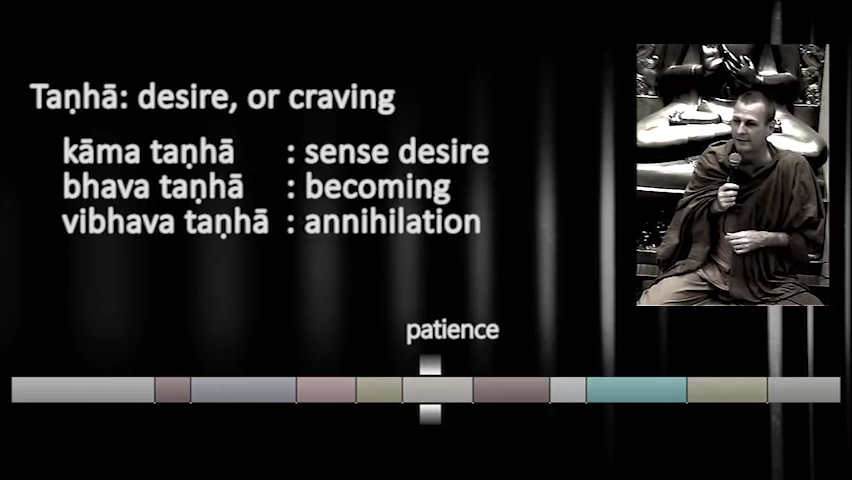 Taṇhā: desire, or craving
kāma taṇhā : sense desire
bhava taṇhā : becoming
vibhava taṇhā : annihilation
patience